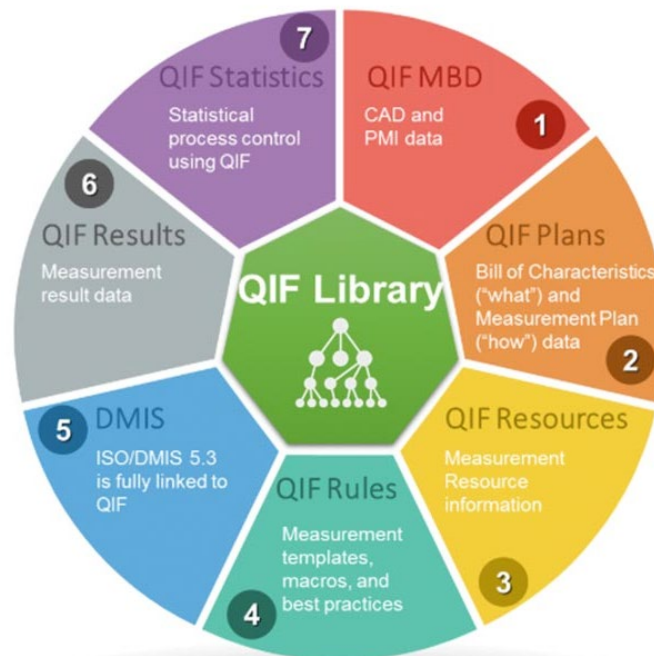 7
QIF Statistics
Statistical
process control
using QIF
QIF MBD
CAD and
PMI data
1
6
QIF Results
Measurement
result data
QIF Plans
Bill of Characteristics
(“what”) and
Measurement Plan
(“how”) data
2
QIF Library
5
DMIS
ISO/DMIS 5.3
is fully linked to
QIF
QIF Resources
Measurement
Resource
information
3
QIF Rules
Measurement
templates,
macros, and
best practices
4